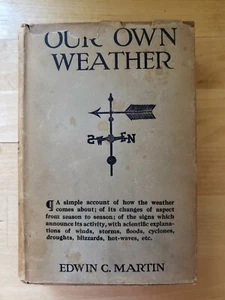 OUR OWN
WEATHER
S W E N
A simple account of how the weather
comes about; of its changes of aspect
from season to season; of the signs which
announce its activity, with scientific explana-
tions of winds, storms, floods, cyclones,
droughts, blizzards, hot-waves, etc.
EDWIN C. MARTIN